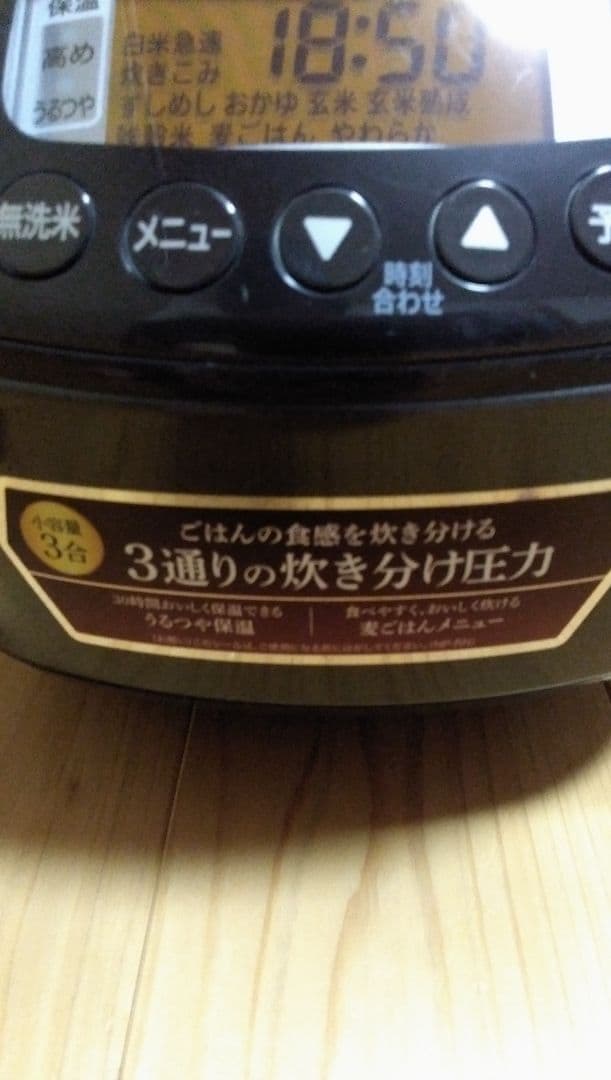 保温
高め
うるつや
18:50
白米急速
炊きこみ
すしめし おかゆ 玄米 玄米熟成
雑穀米 麦ごはん やわらか
無洗米
メニュー
時刻
合わせ
予
小容量
3合
ごはんの食感を炊き分ける
3通りの炊き分け圧力
30時間おいしく保温できる
うるつや保温
食べやすく、おいしく炊ける
麦ごはんメニュー